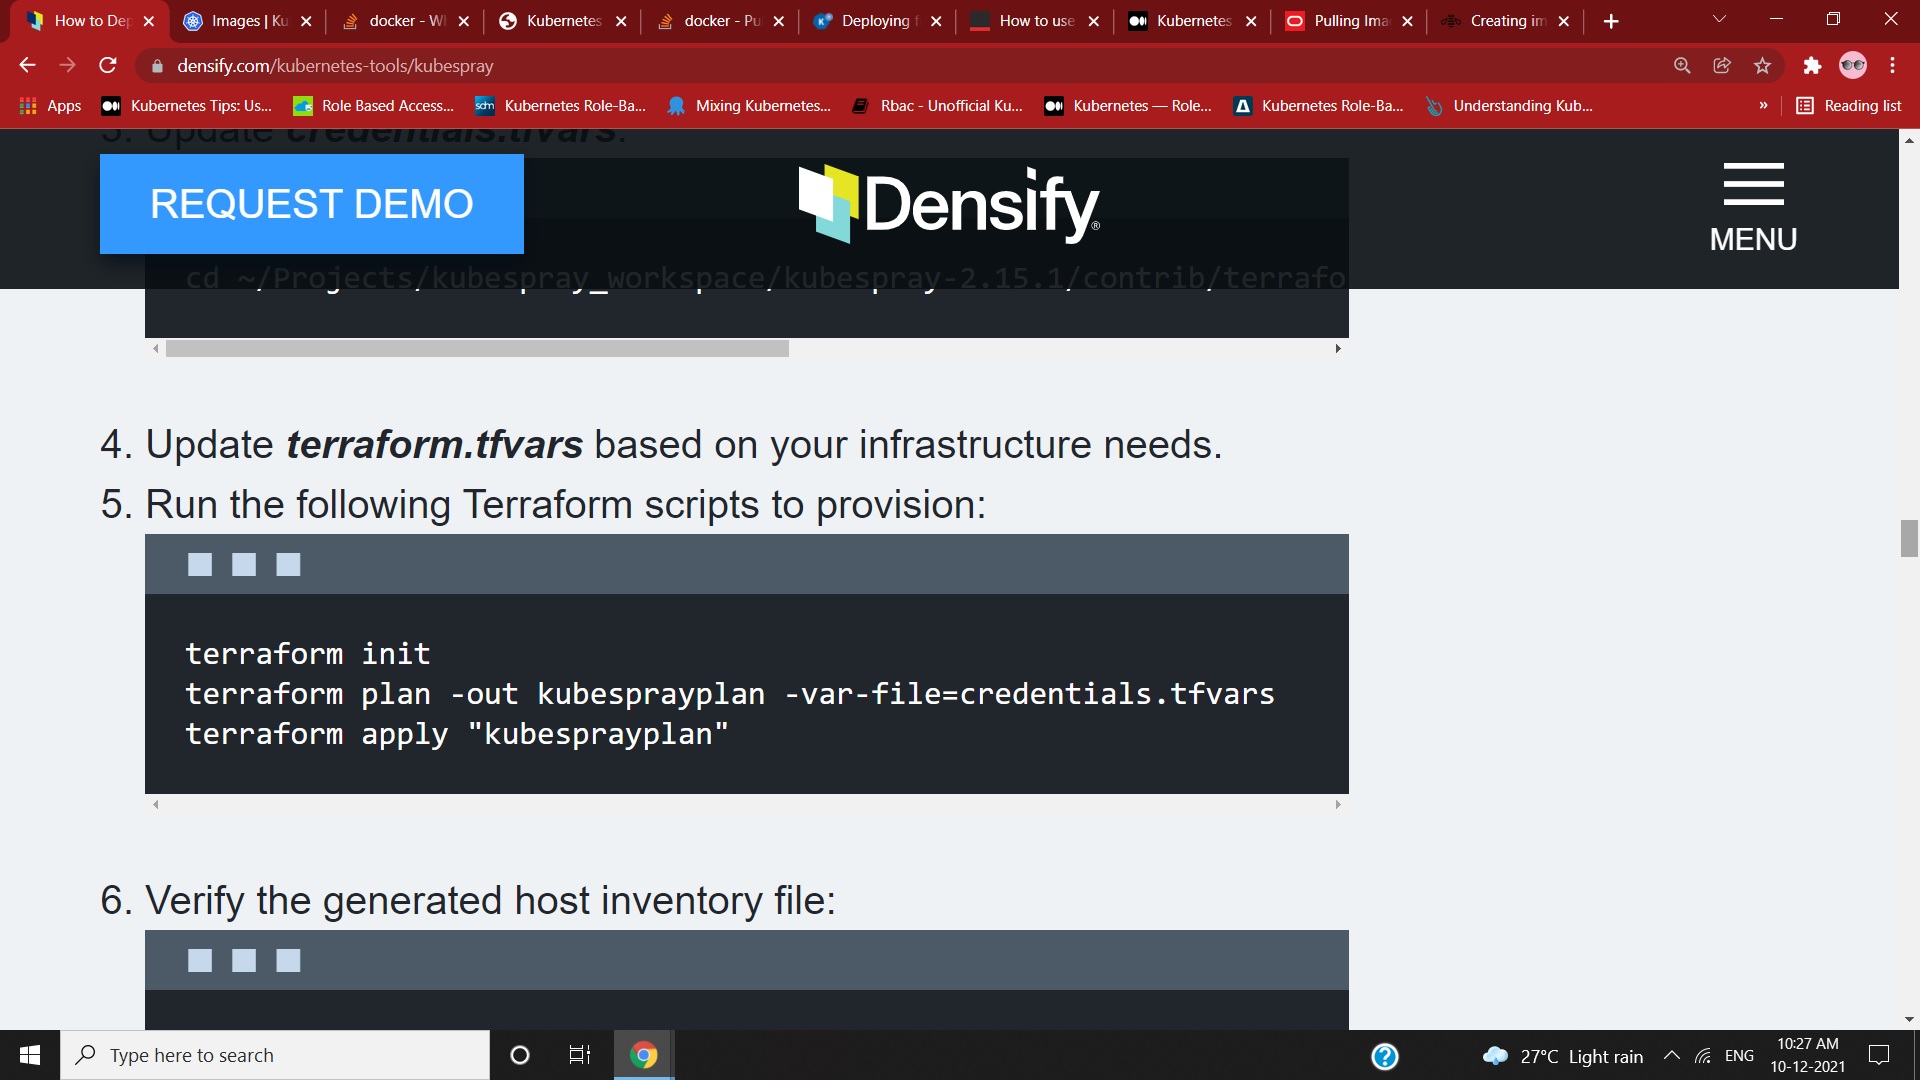 How to Dep
Images | Ku
docker - Wh
Kubernetes
docker - Pu
Deploying f
How to use
Kubernetes
Pulling Ima
Creating im
densify.com/kubernetes-tools/kubespray
Apps
Kubernetes Tips: Us...
Role Based Access...
Kubernetes Role-Ba...
Mixing Kubernetes...
Rbac - Unofficial Ku...
Kubernetes — Role...
Kubernetes Role-Ba...
Understanding Kub...
»
Reading list
3. Update credentials.tfvars.
REQUEST DEMO
Densify®
MENU
cd ~/Projects/kubespray_workspace/kubespray-2.15.1/contrib/terrafo
4. Update terraform.tfvars based on your infrastructure needs.
5. Run the following Terraform scripts to provision:
terraform init
terraform plan -out kubesprayplan -var-file=credentials.tfvars
terraform apply "kubesprayplan"
6. Verify the generated host inventory file:
Type here to search
27°C Light rain
ENG
10:27 AM
10-12-2021